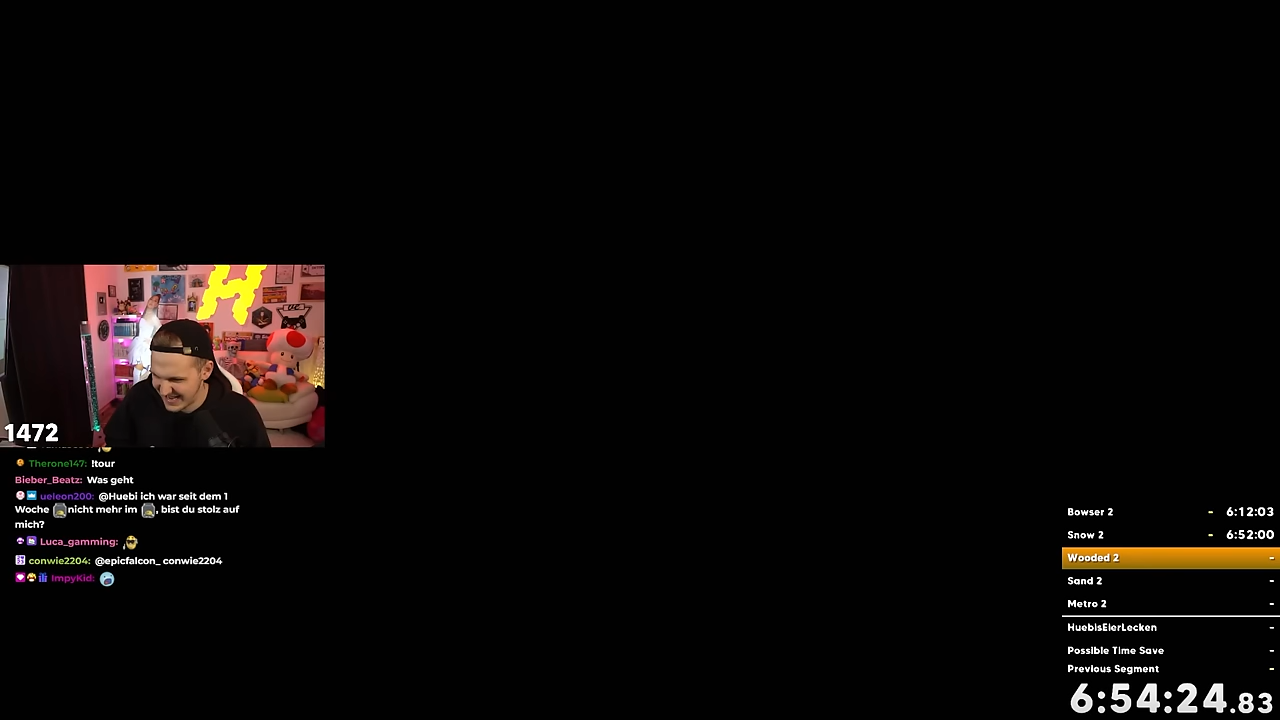 H
1472
Therone147: !tour
Bieber_Beatz: Was geht
ueleon200: @Huebi ich war seit dem 1
Woche nicht mehr im , bist du stolz auf
mich?
Luca_gamming:
conwie2204: @epicfalcon_ conwie2204
ImpyKid:
Bowser 2 - 6:12:03
Snow 2 - 6:52:00
Wooded 2 -
Sand 2 -
Metro 2 -
HuebisEierLecken -
Possible Time Save -
Previous Segment -
6:54:24.83